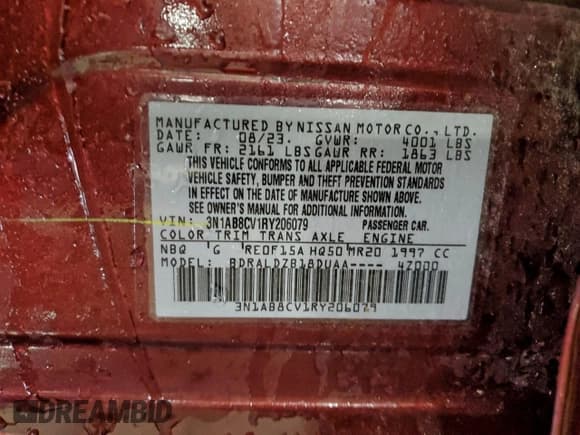 MANUFACTURED BY NISSAN MOTOR CO., LTD.
DATE: 08/23. GVWR: 4001 LBS
GAWR FR: 2161 LBS GAWR RR: 1863 LBS
THIS VEHICLE CONFORMS TO ALL APPLICABLE FEDERAL MOTOR
VEHICLE SAFETY, BUMPER AND THEFT PREVENTION STANDARDS
IN EFFECT ON THE DATE OF MANUFACTURE SHOWN ABOVE.
SEE OWNER'S MANUAL FOR ADDITIONAL INFORMATION.
VIN: 3N1AB8CV1RY206079 PASSENGER CAR.
COLOR TRIM TRANS AXLE ENGINE
NBQ 'G 'RE0F15A HQ50'MR20 1997 CC
MODEL: BDRALDZB18DUAA---- 4Z000
3N1AB8CV1RY206079
DREAMBID